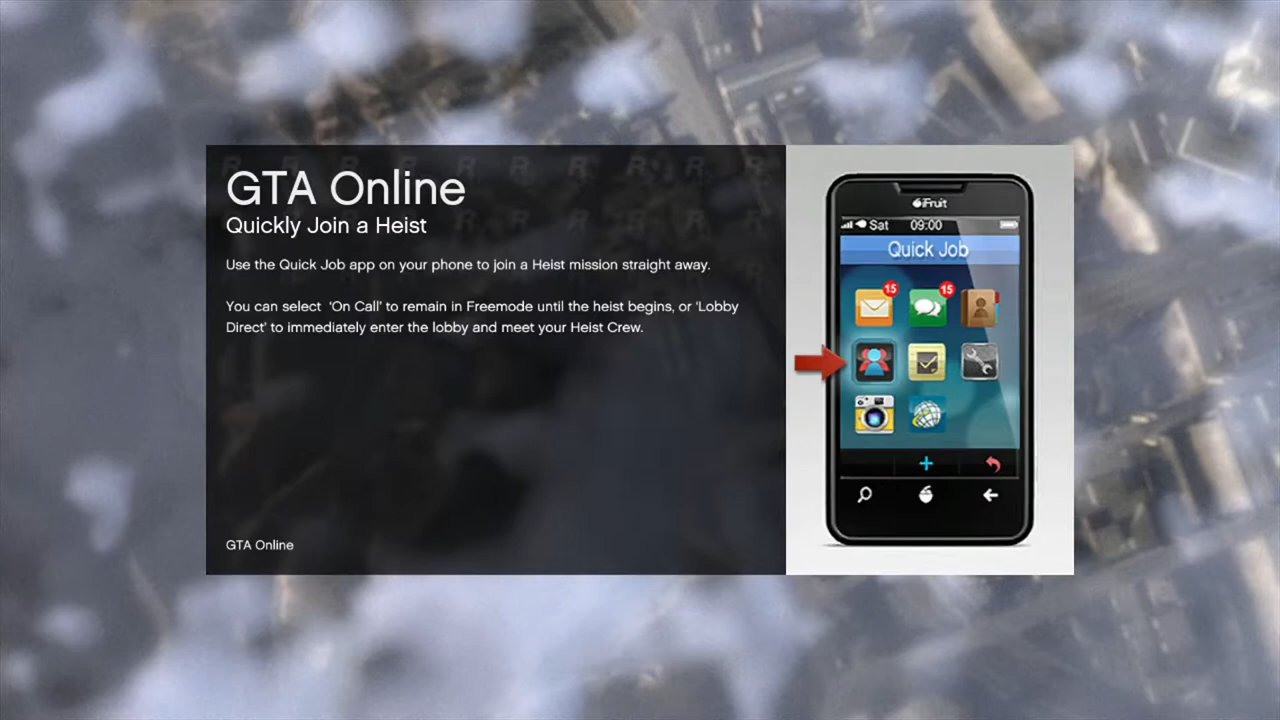 GTA Online
Quickly Join a Heist
Use the Quick Job app on your phone to join a Heist mission straight away.
You can select 'On Call' to remain in Freemode until the heist begins, or 'Lobby
Direct' to immediately enter the lobby and meet your Heist Crew.
GTA Online
iFruit
Sat 09:00
Quick Job
15 15